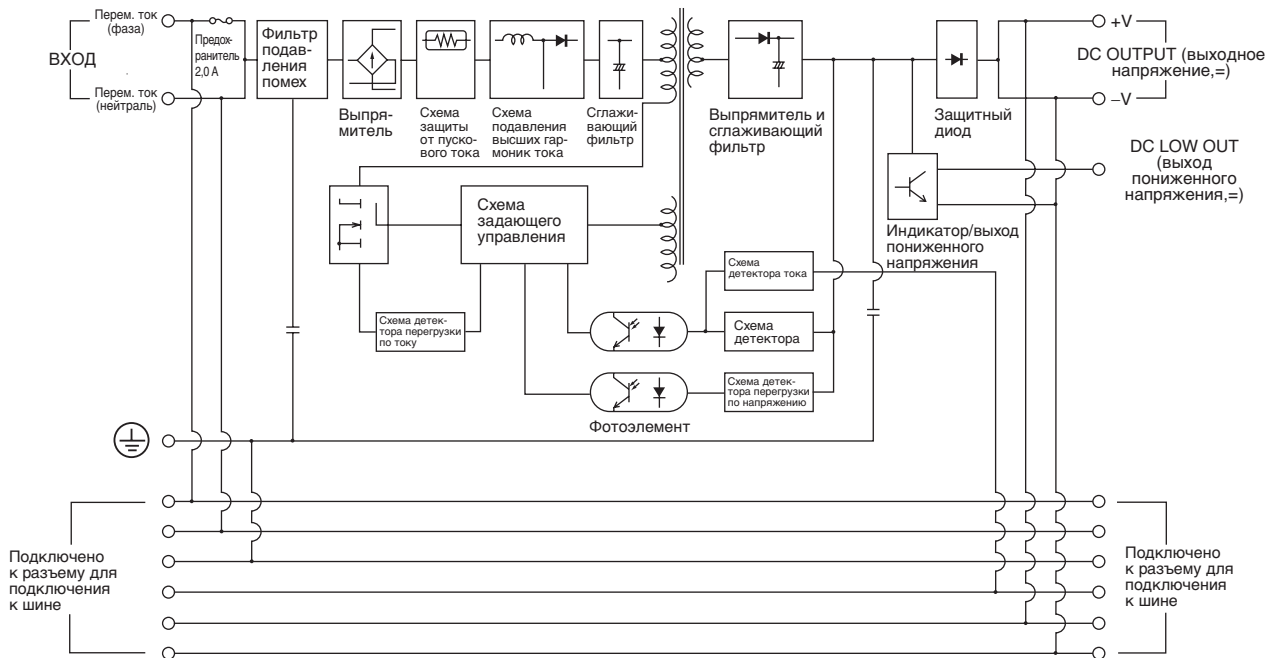 Перем. ток
(фаза)
ВХОД
Перем. ток
(нейтраль)
Предох-
ранитель
2,0 A
Фильтр
подав-
ления
помех
Выпря-
митель
Схема
защиты
от пуско-
вого тока
Схема
подавления
высших гар-
моник тока
Сглажи-
вающий
фильтр
Выпрямитель и
сглаживающий
фильтр
Защитный
диод
+V
DC OUTPUT (выходное
напряжение,=)
–V
DC LOW OUT
(выход
пониженного
напряжения,=)
Схема
задающего
управления
Индикатор/выход
пониженного
напряжения
Схема
детектора тока
Схема детек-
тора перегрузки
по току
Схема
детектора
Схема детек-
тора перегрузки
по напряжению
Фотоэлемент
Подключено
к разъему для
подключения
к шине
Подключено
к разъему для
подключения
к шине